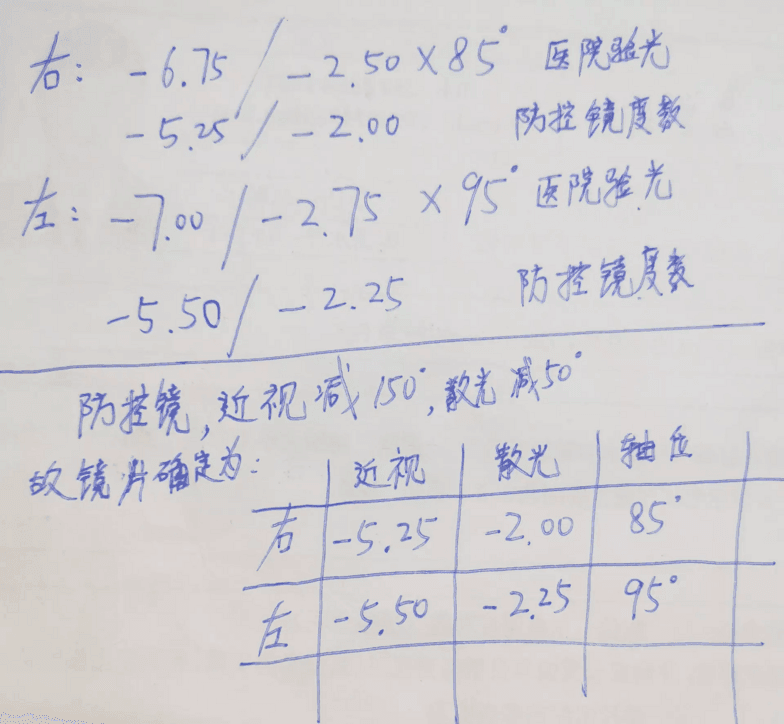 右: -6.75 / -2.50×85° 医院验光
-5.25 / -2.00 防控镜度数
左: -7.00 / -2.75 ×95° 医院验光
-5.50 / -2.25 防控镜度数
防控镜,近视减150°,散光减50°
故镜片确定为:
近视 散光 轴位
右 -5.25 -2.00 85°
左 -5.50 -2.25 95°